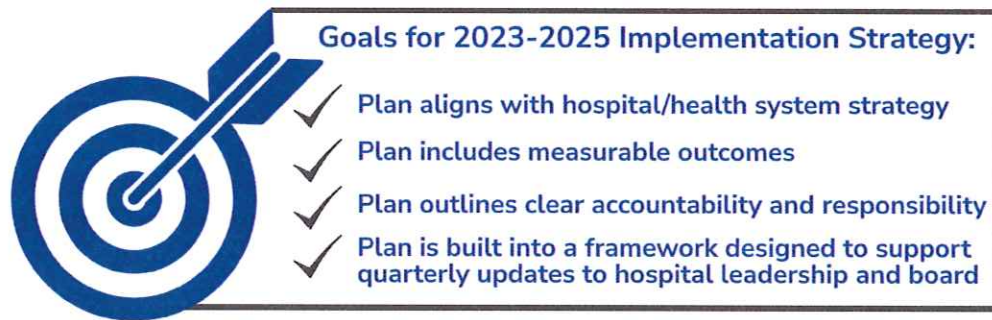 Goals for 2023-2025 Implementation Strategy:
Plan aligns with hospital/health system strategy
Plan includes measurable outcomes
Plan outlines clear accountability and responsibility
Plan is built into a framework designed to support
quarterly updates to hospital leadership and board